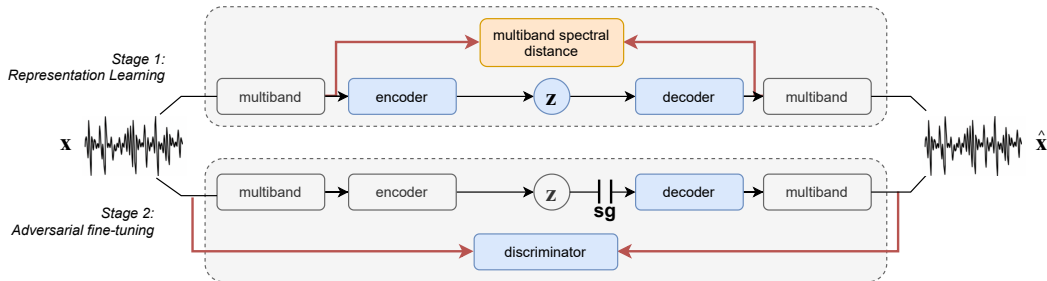 Stage 1:
Representation Learning
multiband spectral
distance
multiband
encoder
z
decoder
multiband
x
x̂
multiband
encoder
z
sg
decoder
multiband
Stage 2:
Adversarial fine-tuning
discriminator